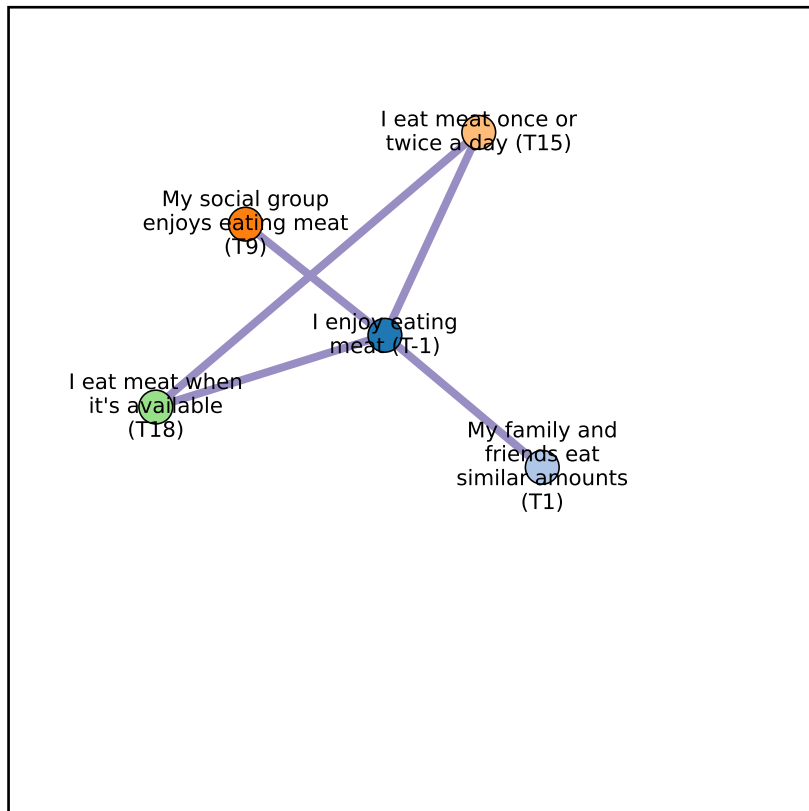 I eat meat once or
twice a day (T15)
My social group
enjoys eating meat
(T9)
I enjoy eating
meat (T-1)
I eat meat when
it's available
(T18)
My family and
friends eat
similar amounts
(T1)